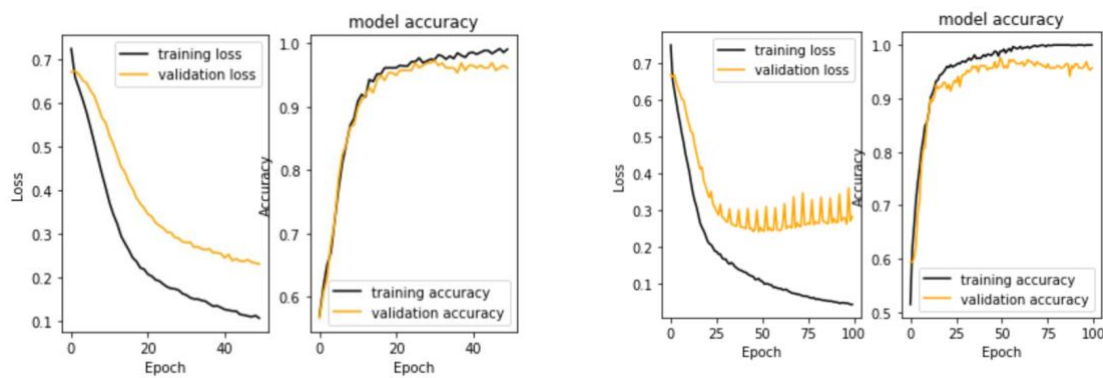 model accuracy
training loss
validation loss
0.7
0.6
0.5
0.4
0.3
0.2
0.1
Loss
0 20 40
Epoch
1.0
0.9
0.8
0.7
0.6
Accuracy
training accuracy
validation accuracy
0 20 40
Epoch
model accuracy
training loss
validation loss
0.7
0.6
0.5
0.4
0.3
0.2
0.1
Loss
0 25 50 75 100
Epoch
1.0
0.9
0.8
0.7
0.6
0.5
Accuracy
training accuracy
validation accuracy
0 25 50 75 100
Epoch